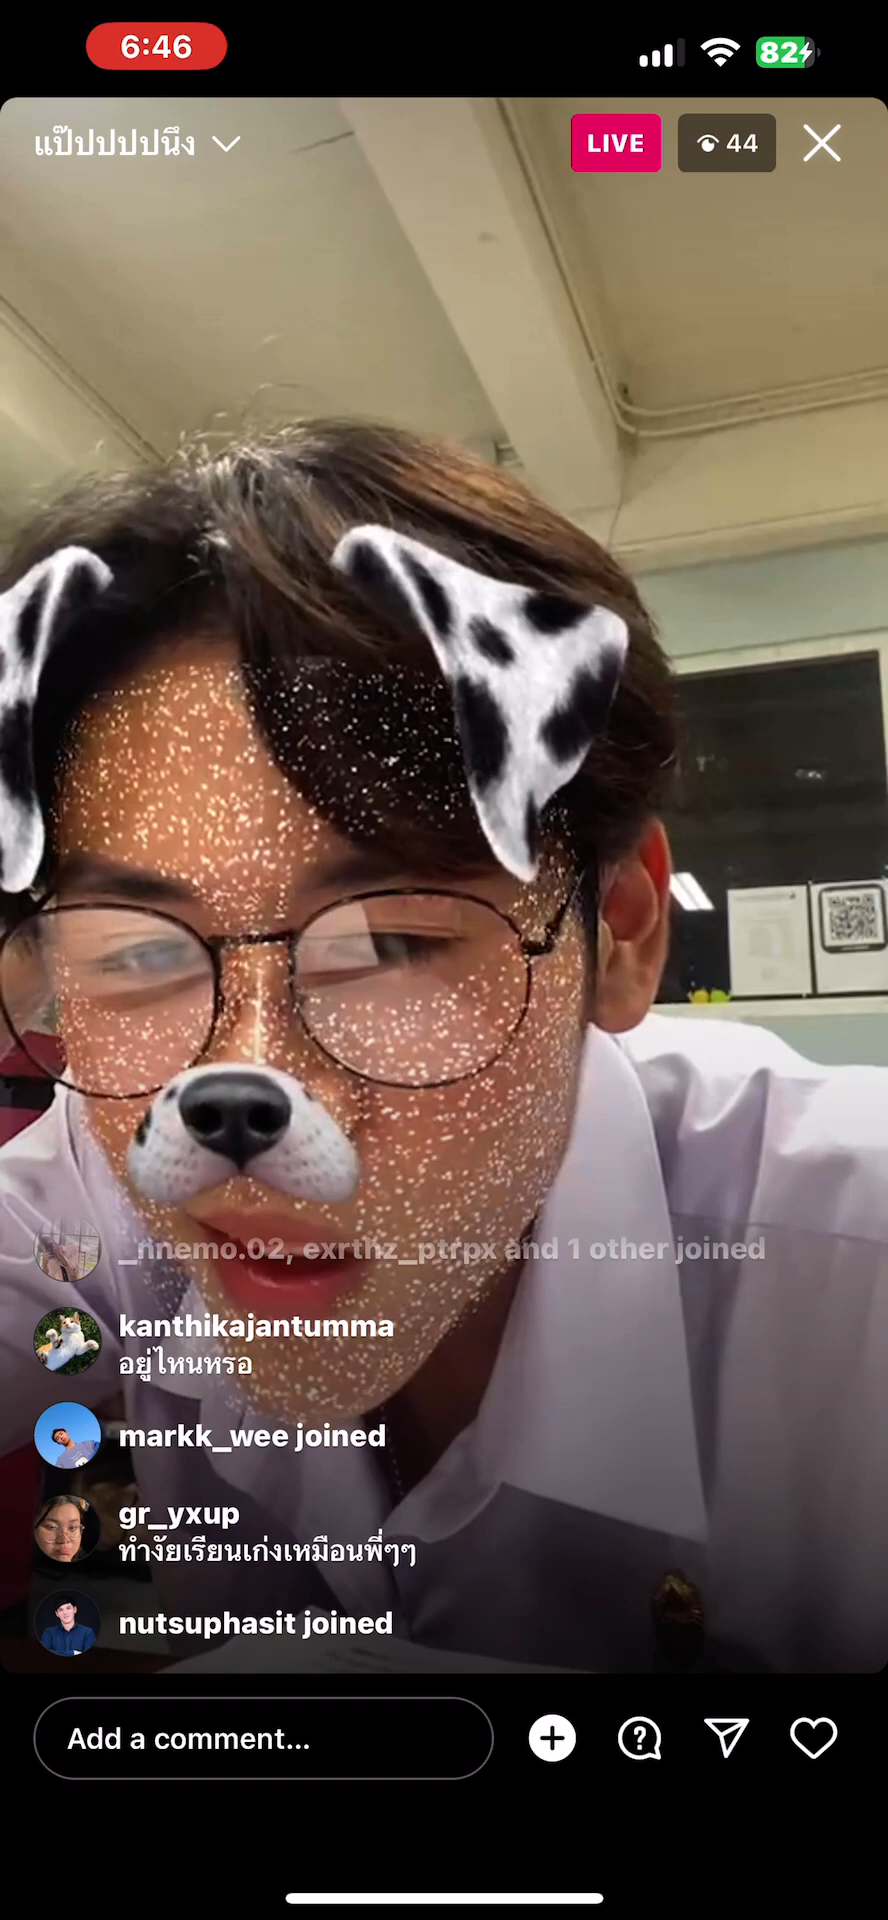 6:46
82
แป๊ปปปปนึง
LIVE
44
_nnemo.02, exrthz_ptrpx and 1 other joined
kanthikajantumma
อยู่ไหนหรอ
markk_wee joined
gr_yxup
ทำงัยเรียนเก่งเหมือนพี่ๆๆ
nutsuphasit joined
Add a comment...